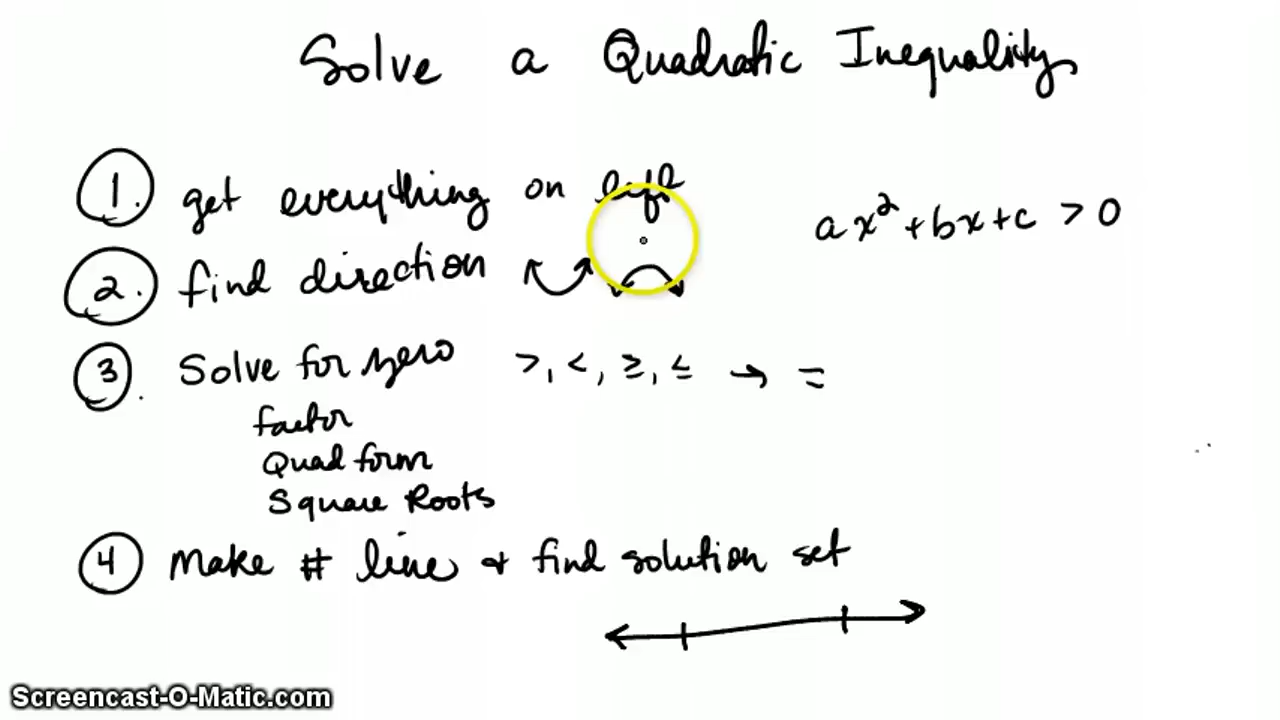 Solve a Quadratic Inequality
1. get everything on left
ax² + bx + c > 0
2. find direction
3. Solve for zero >, <, ≥, ≤ → =
factor
Quad form
Square Roots
4 Make # line + find solution set
Screencast-O-Matic.com